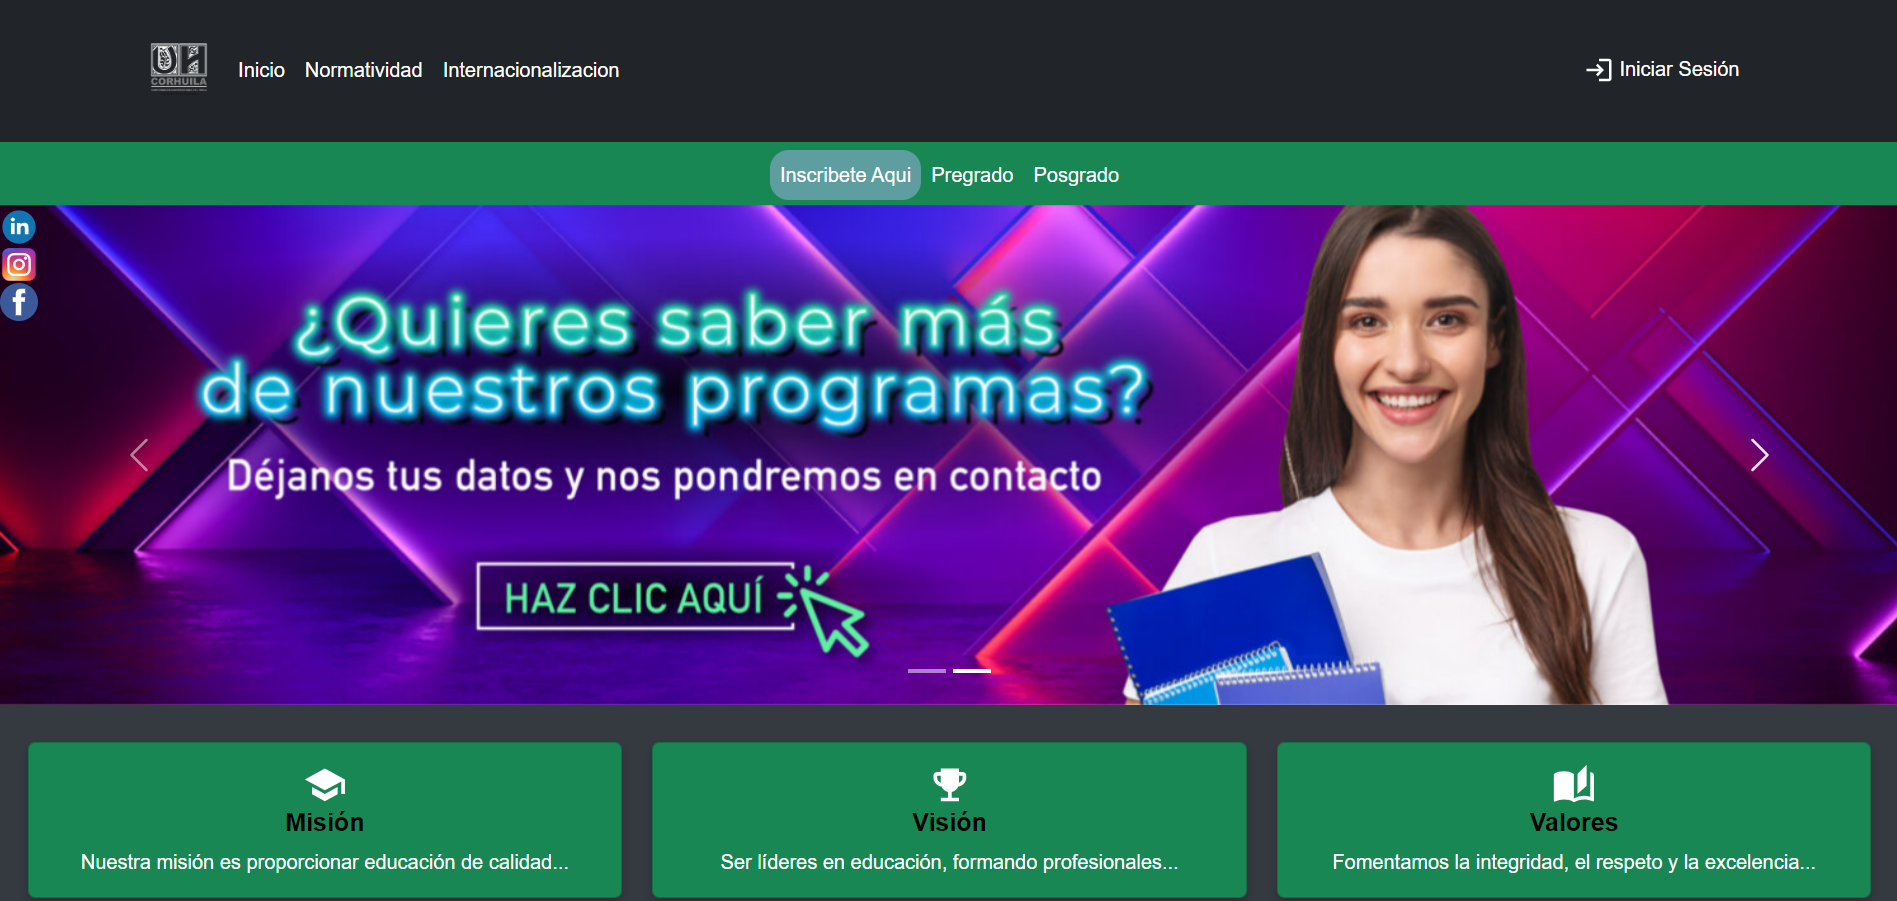 CORHUILA
Inicio Normatividad Internacionalizacion
Iniciar Sesión
Inscribete Aqui Pregrado Posgrado
in
f
¿Quieres saber más
de nuestros programas?
Déjanos tus datos y nos pondremos en contacto
HAZ CLIC AQUÍ
Misión
Nuestra misión es proporcionar educación de calidad...
Visión
Ser líderes en educación, formando profesionales...
Valores
Fomentamos la integridad, el respeto y la excelencia...